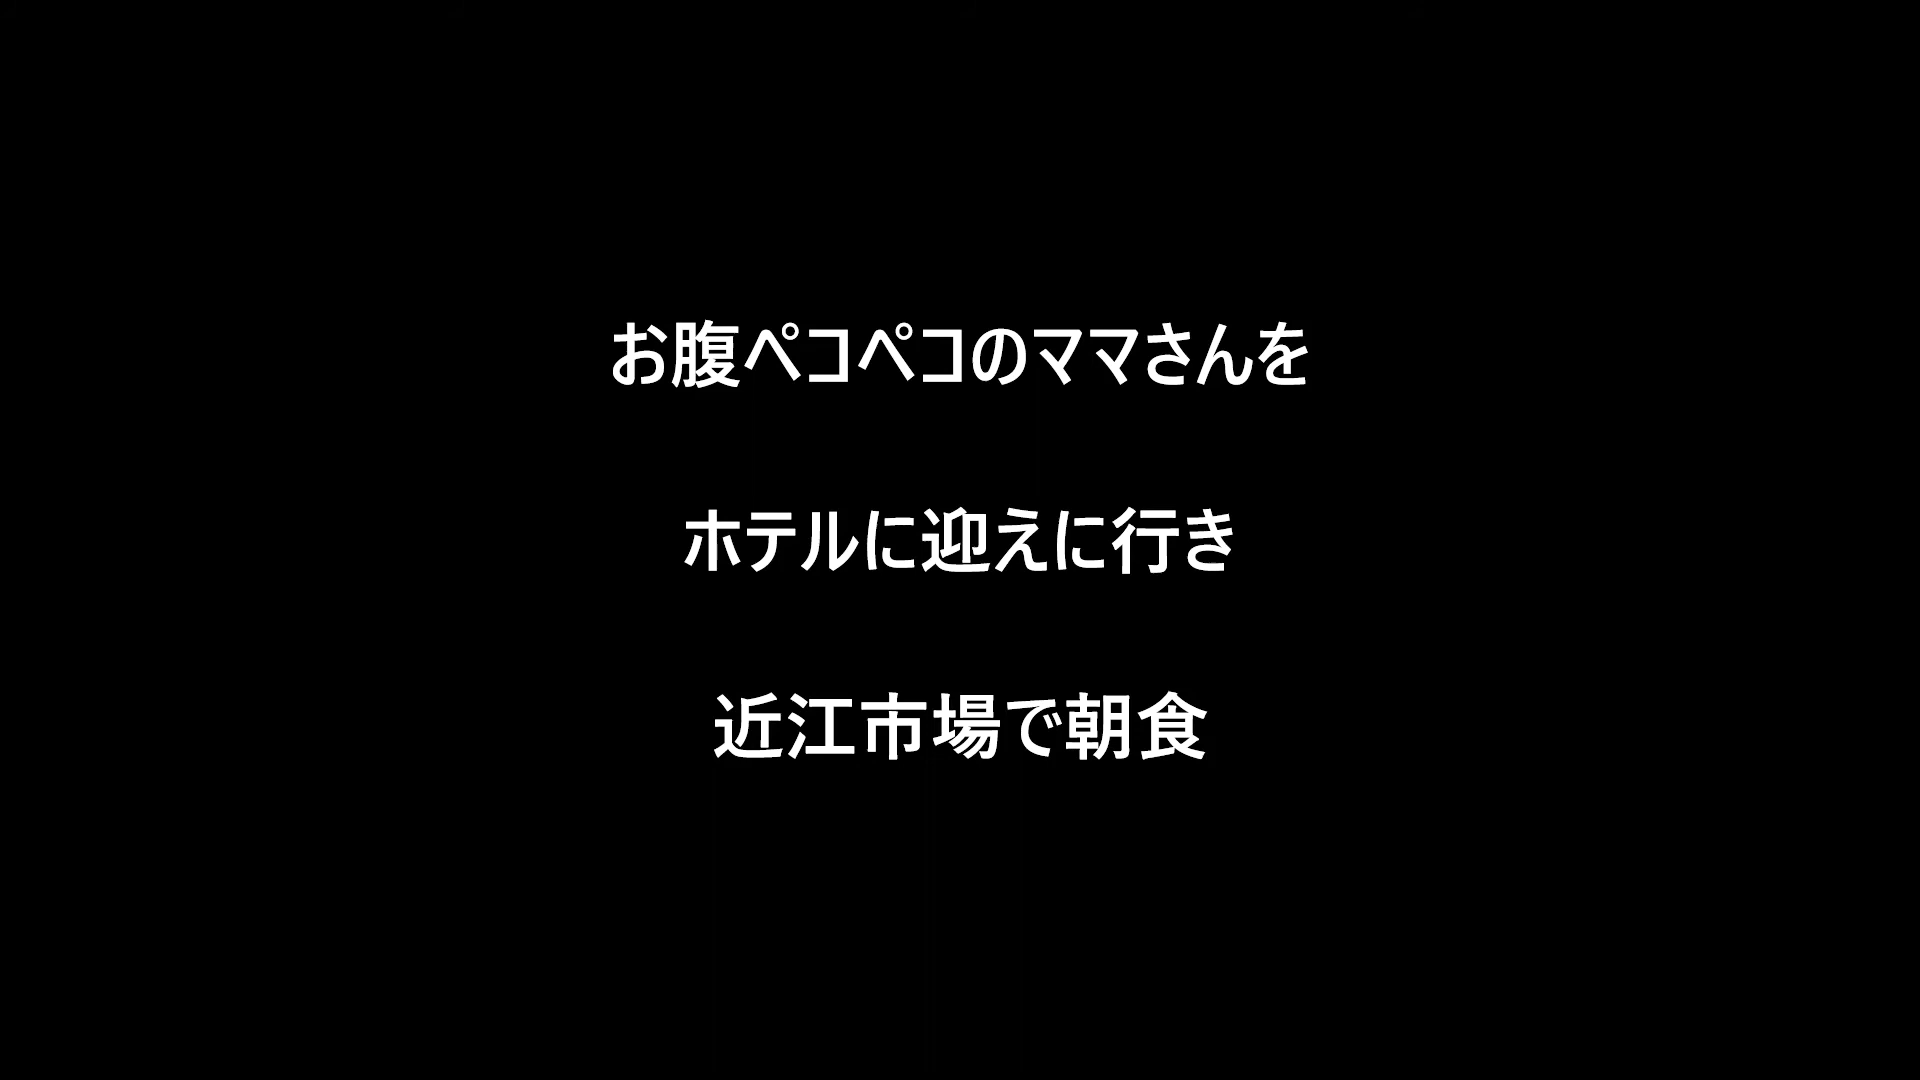 お腹ペコペコのママさんを
ホテルに迎えに行き
近江市場で朝食